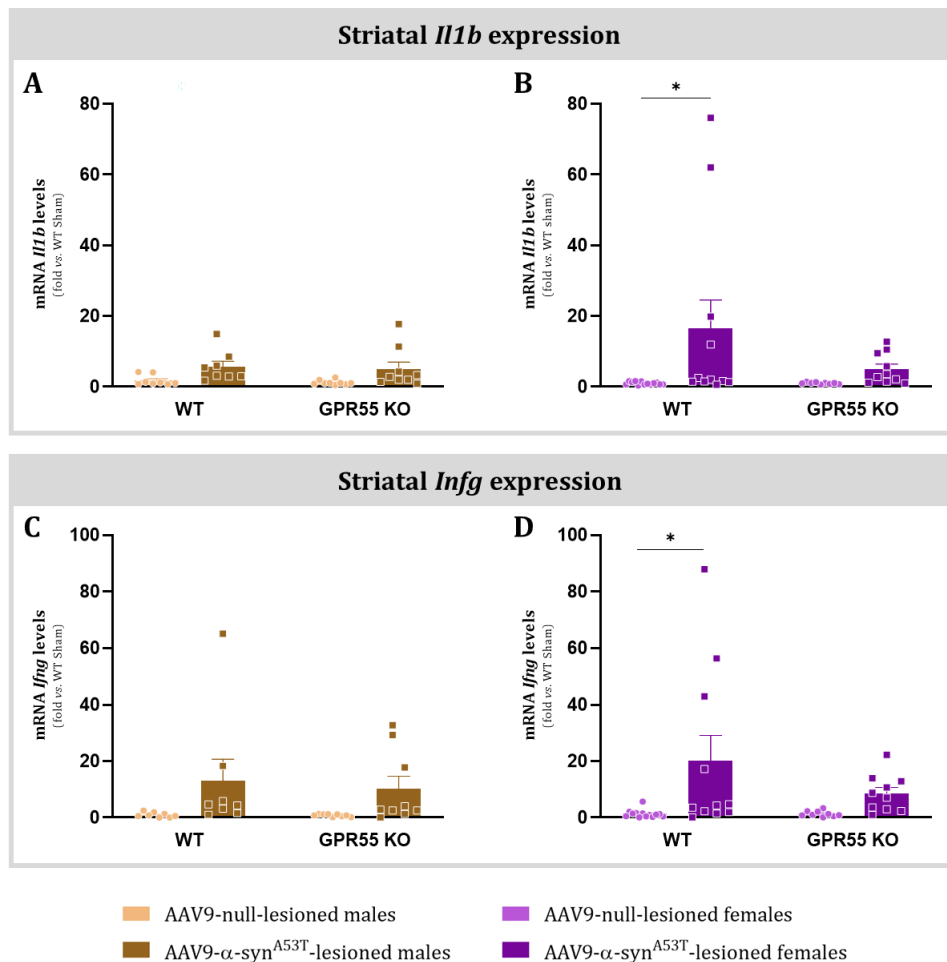 Striatal Il1b expression
A
B
*
80
60
40
20
0
mRNA Il1b levels
(fold vs. WT Sham)
WT
GPR55 KO
80
60
40
20
0
mRNA Il1b levels
(fold vs. WT sham)
WT
GPR55 KO
Striatal Infg expression
C
D
*
100
80
60
40
20
0
mRNA Ifng levels
(fold vs. WT Sham)
WT
GPR55 KO
100
80
60
40
20
0
mRNA Ifng levels
(fold vs. WT Sham)
WT
GPR55 KO
AAV9-null-lesioned males
AAV9-α-synA53T-lesioned males
AAV9-null-lesioned females
AAV9-α-synA53T-lesioned females